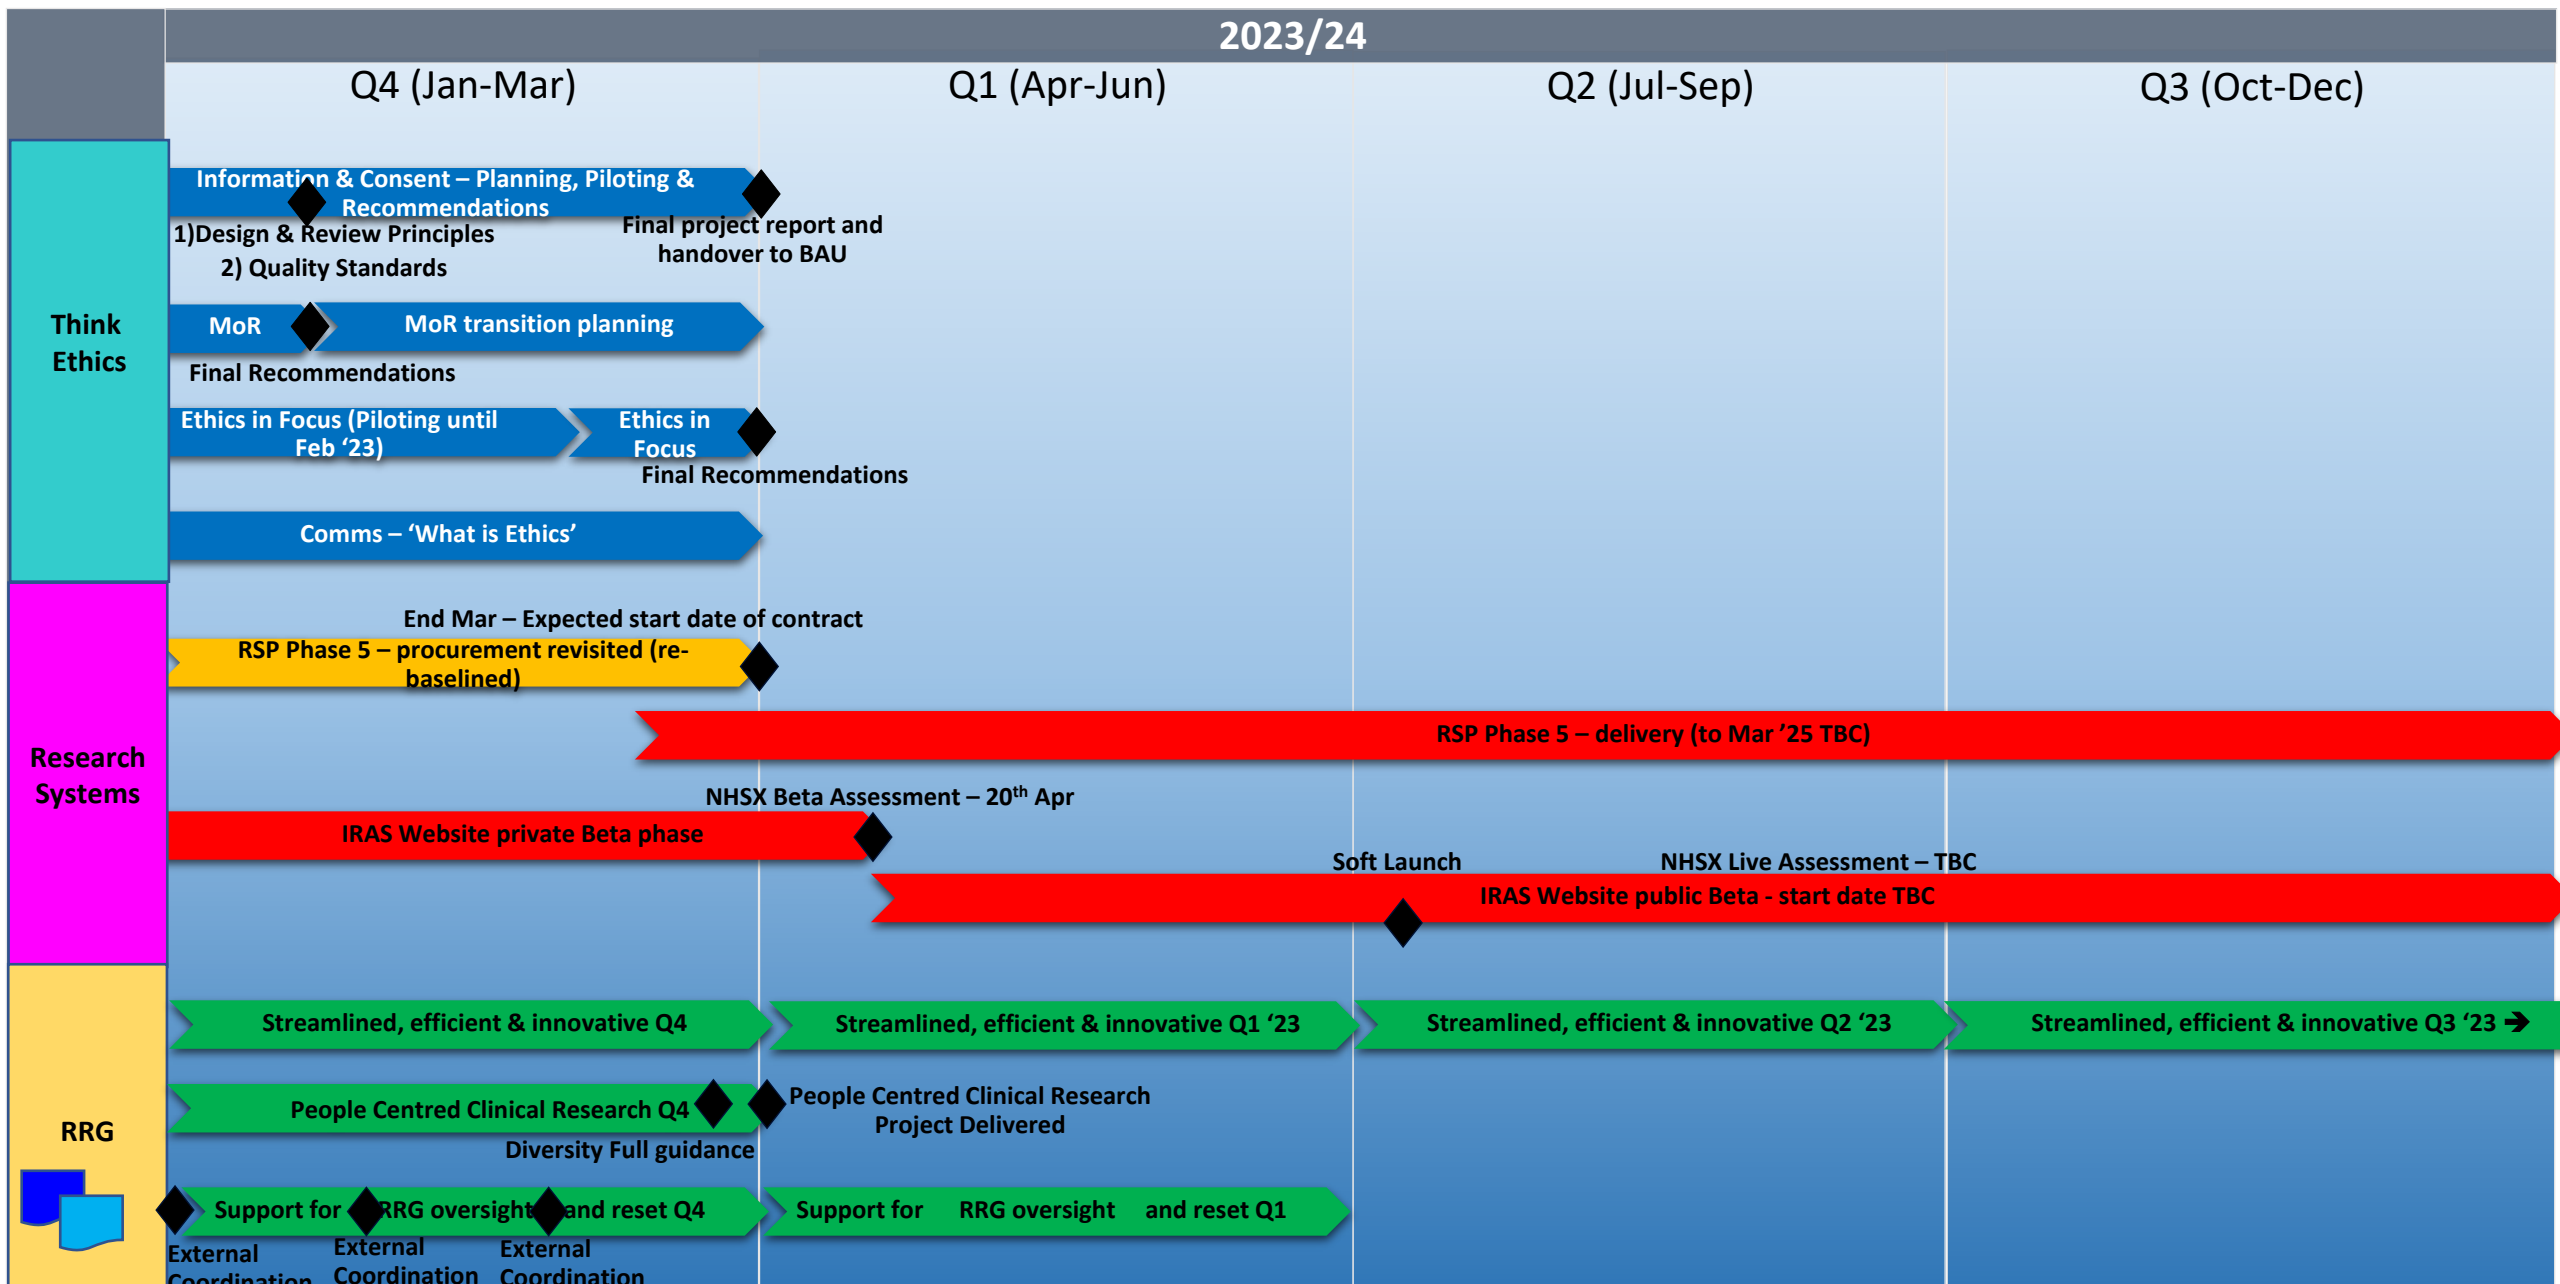 2023/24
Q4 (Jan-Mar)
Q1 (Apr-Jun)
Q2 (Jul-Sep)
Q3 (Oct-Dec)
Think
Ethics
Information & Consent – Planning, Piloting &
Recommendations
1)Design & Review Principles
2) Quality Standards
Final project report and
handover to BAU
MoR
MoR transition planning
Final Recommendations
Ethics in Focus (Piloting until
Feb ‘23)
Ethics in
Focus
Final Recommendations
Comms – ‘What is Ethics’
Research
Systems
End Mar – Expected start date of contract
RSP Phase 5 – procurement revisited (re-
baselined)
RSP Phase 5 – delivery (to Mar ’25 TBC)
NHSX Beta Assessment – 20th Apr
IRAS Website private Beta phase
Soft Launch
NHSX Live Assessment – TBC
IRAS Website public Beta - start date TBC
RRG
Streamlined, efficient & innovative Q4
Streamlined, efficient & innovative Q1 ‘23
Streamlined, efficient & innovative Q2 ‘23
Streamlined, efficient & innovative Q3 ‘23 ➔
People Centred Clinical Research Q4
People Centred Clinical Research
Project Delivered
Diversity Full guidance
Support for RRG oversight and reset Q4
Support for RRG oversight and reset Q1
External
Coordination
External
Coordination
External
Coordination